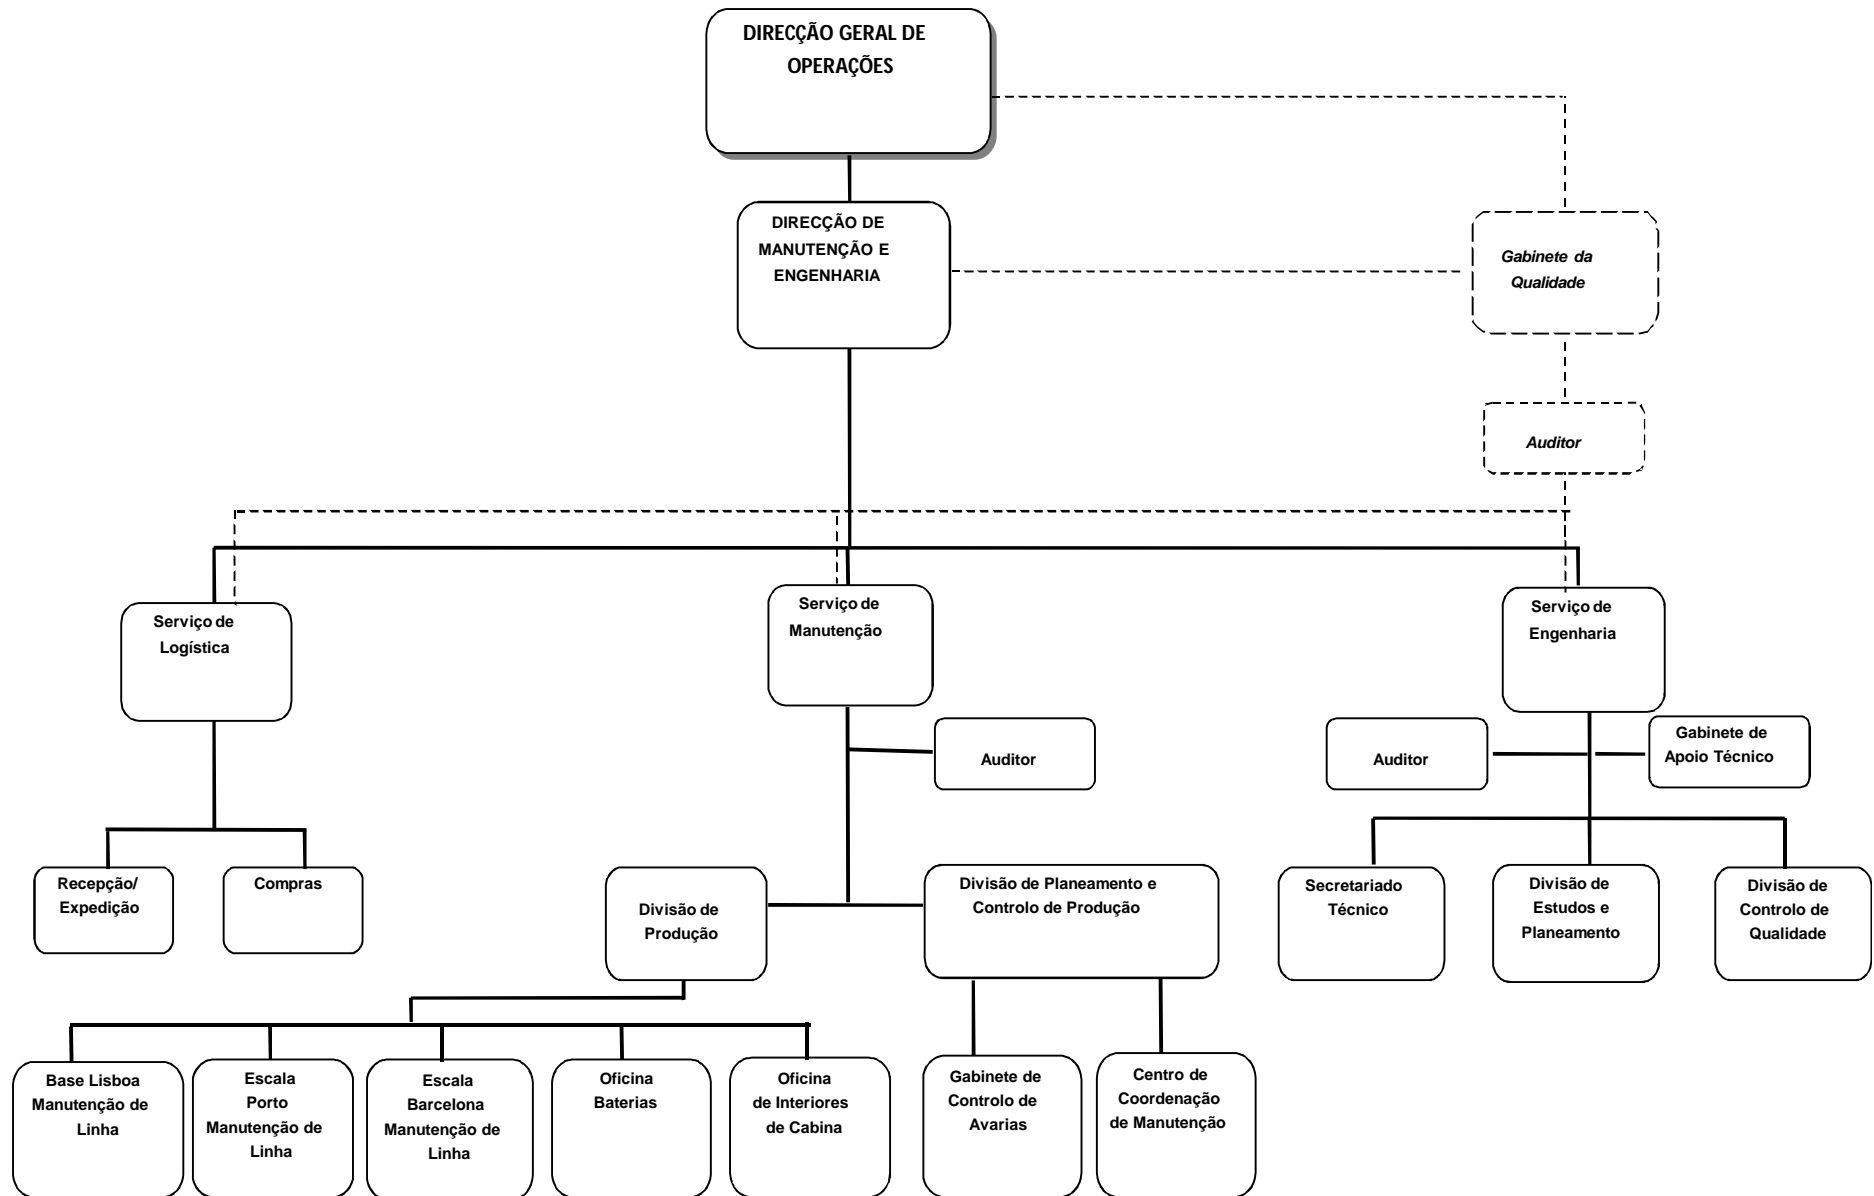 DIRECÇÃO GERAL DE
OPERAÇÕES
DIRECÇÃO DE
MANUTENÇÃO E
ENGENHARIA
Gabinete da
Qualidade
Auditor
Serviço de
Logística
Serviço de
Manutenção
Serviço de
Engenharia
Auditor
Auditor
Gabinete de
Apoio Técnico
Recepção/
Expedição
Compras
Divisão de
Produção
Divisão de Planeamento e
Controlo de Produção
Secretariado
Técnico
Divisão de
Estudos e
Planeamento
Divisão de
Controlo de
Qualidade
Base Lisboa
Manutenção de
Linha
Escala
Porto
Manutenção de
Linha
Escala
Barcelona
Manutenção de
Linha
Oficina
Baterias
Oficina
de Interiores
de Cabina
Gabinete de
Controlo de
Avarias
Centro de
Coordenação
de Manutenção